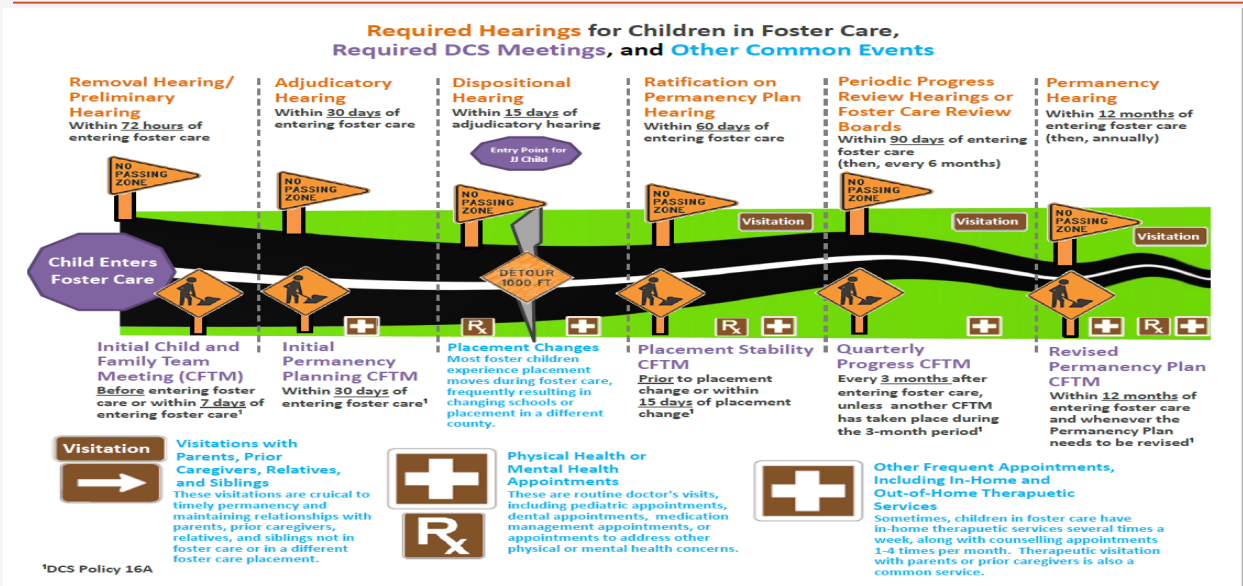 Required Hearings for Children in Foster Care,
Required DCS Meetings, and Other Common Events
Removal Hearing/
Preliminary
Hearing
Within 72 hours of
entering foster care
Adjudicatory
Hearing
Within 30 days of
entering foster care
Dispositional
Hearing
Within 15 days of
adjudicatory hearing
Entry Point for
JJ Child
Ratification on
Permanency Plan
Hearing
Within 60 days of
entering foster care
Periodic Progress
Review Hearings or
Foster Care Review
Boards
Within 90 days of entering
foster care
(then, every 6 months)
Permanency
Hearing
Within 12 months of
entering foster care
(then, annually)
NO
PASSING
ZONE
NO
PASSING
ZONE
NO
PASSING
ZONE
NO
PASSING
ZONE
NO
PASSING
ZONE
NO
PASSING
ZONE
Visitation
Visitation
Visitation
Child Enters
Foster Care
DETOUR
1000 FT
Rx
Rx
Rx
Initial Child and
Family Team
Meeting (CFTM)
Before entering foster
care or within 7 days of
entering foster care¹
Initial
Permanency
Planning CFTM
Within 30 days of
entering foster care¹
Placement Changes
Most foster children
experience placement
moves during foster care,
frequently resulting in
changing schools or
placement in a different
county.
Placement Stability
CFTM
Prior to placement
change or within
15 days of placement
change¹
Quarterly
Progress CFTM
Every 3 months after
entering foster care,
unless another CFTM
has taken place during
the 3-month period¹
Revised
Permanency Plan
CFTM
Within 12 months of
entering foster care
and whenever the
Permanency Plan
needs to be revised¹
Visitation
Visitations with
Parents, Prior
Caregivers, Relatives,
and Siblings
These visitations are cruicial to
timely permanency and
maintaining relationships with
parents, prior caregivers,
relatives, and siblings not in
foster care or in a different
foster care placement.
Rx
Physical Health or
Mental Health
Appointments
These are routine doctor's visits,
including pediatric appointments,
dental appointments, medication
management appointments, or
appointments to address other
physical or mental health concerns.
Other Frequent Appointments,
Including In-Home and
Out-of-Home Therapuetic
Services
Sometimes, children in foster care have
in-home therapuetic services several times a
week, along with counselling appointments
1-4 times per month. Therapeutic visitation
with parents or prior caregivers is also a
common service.
¹DCS Policy 16A